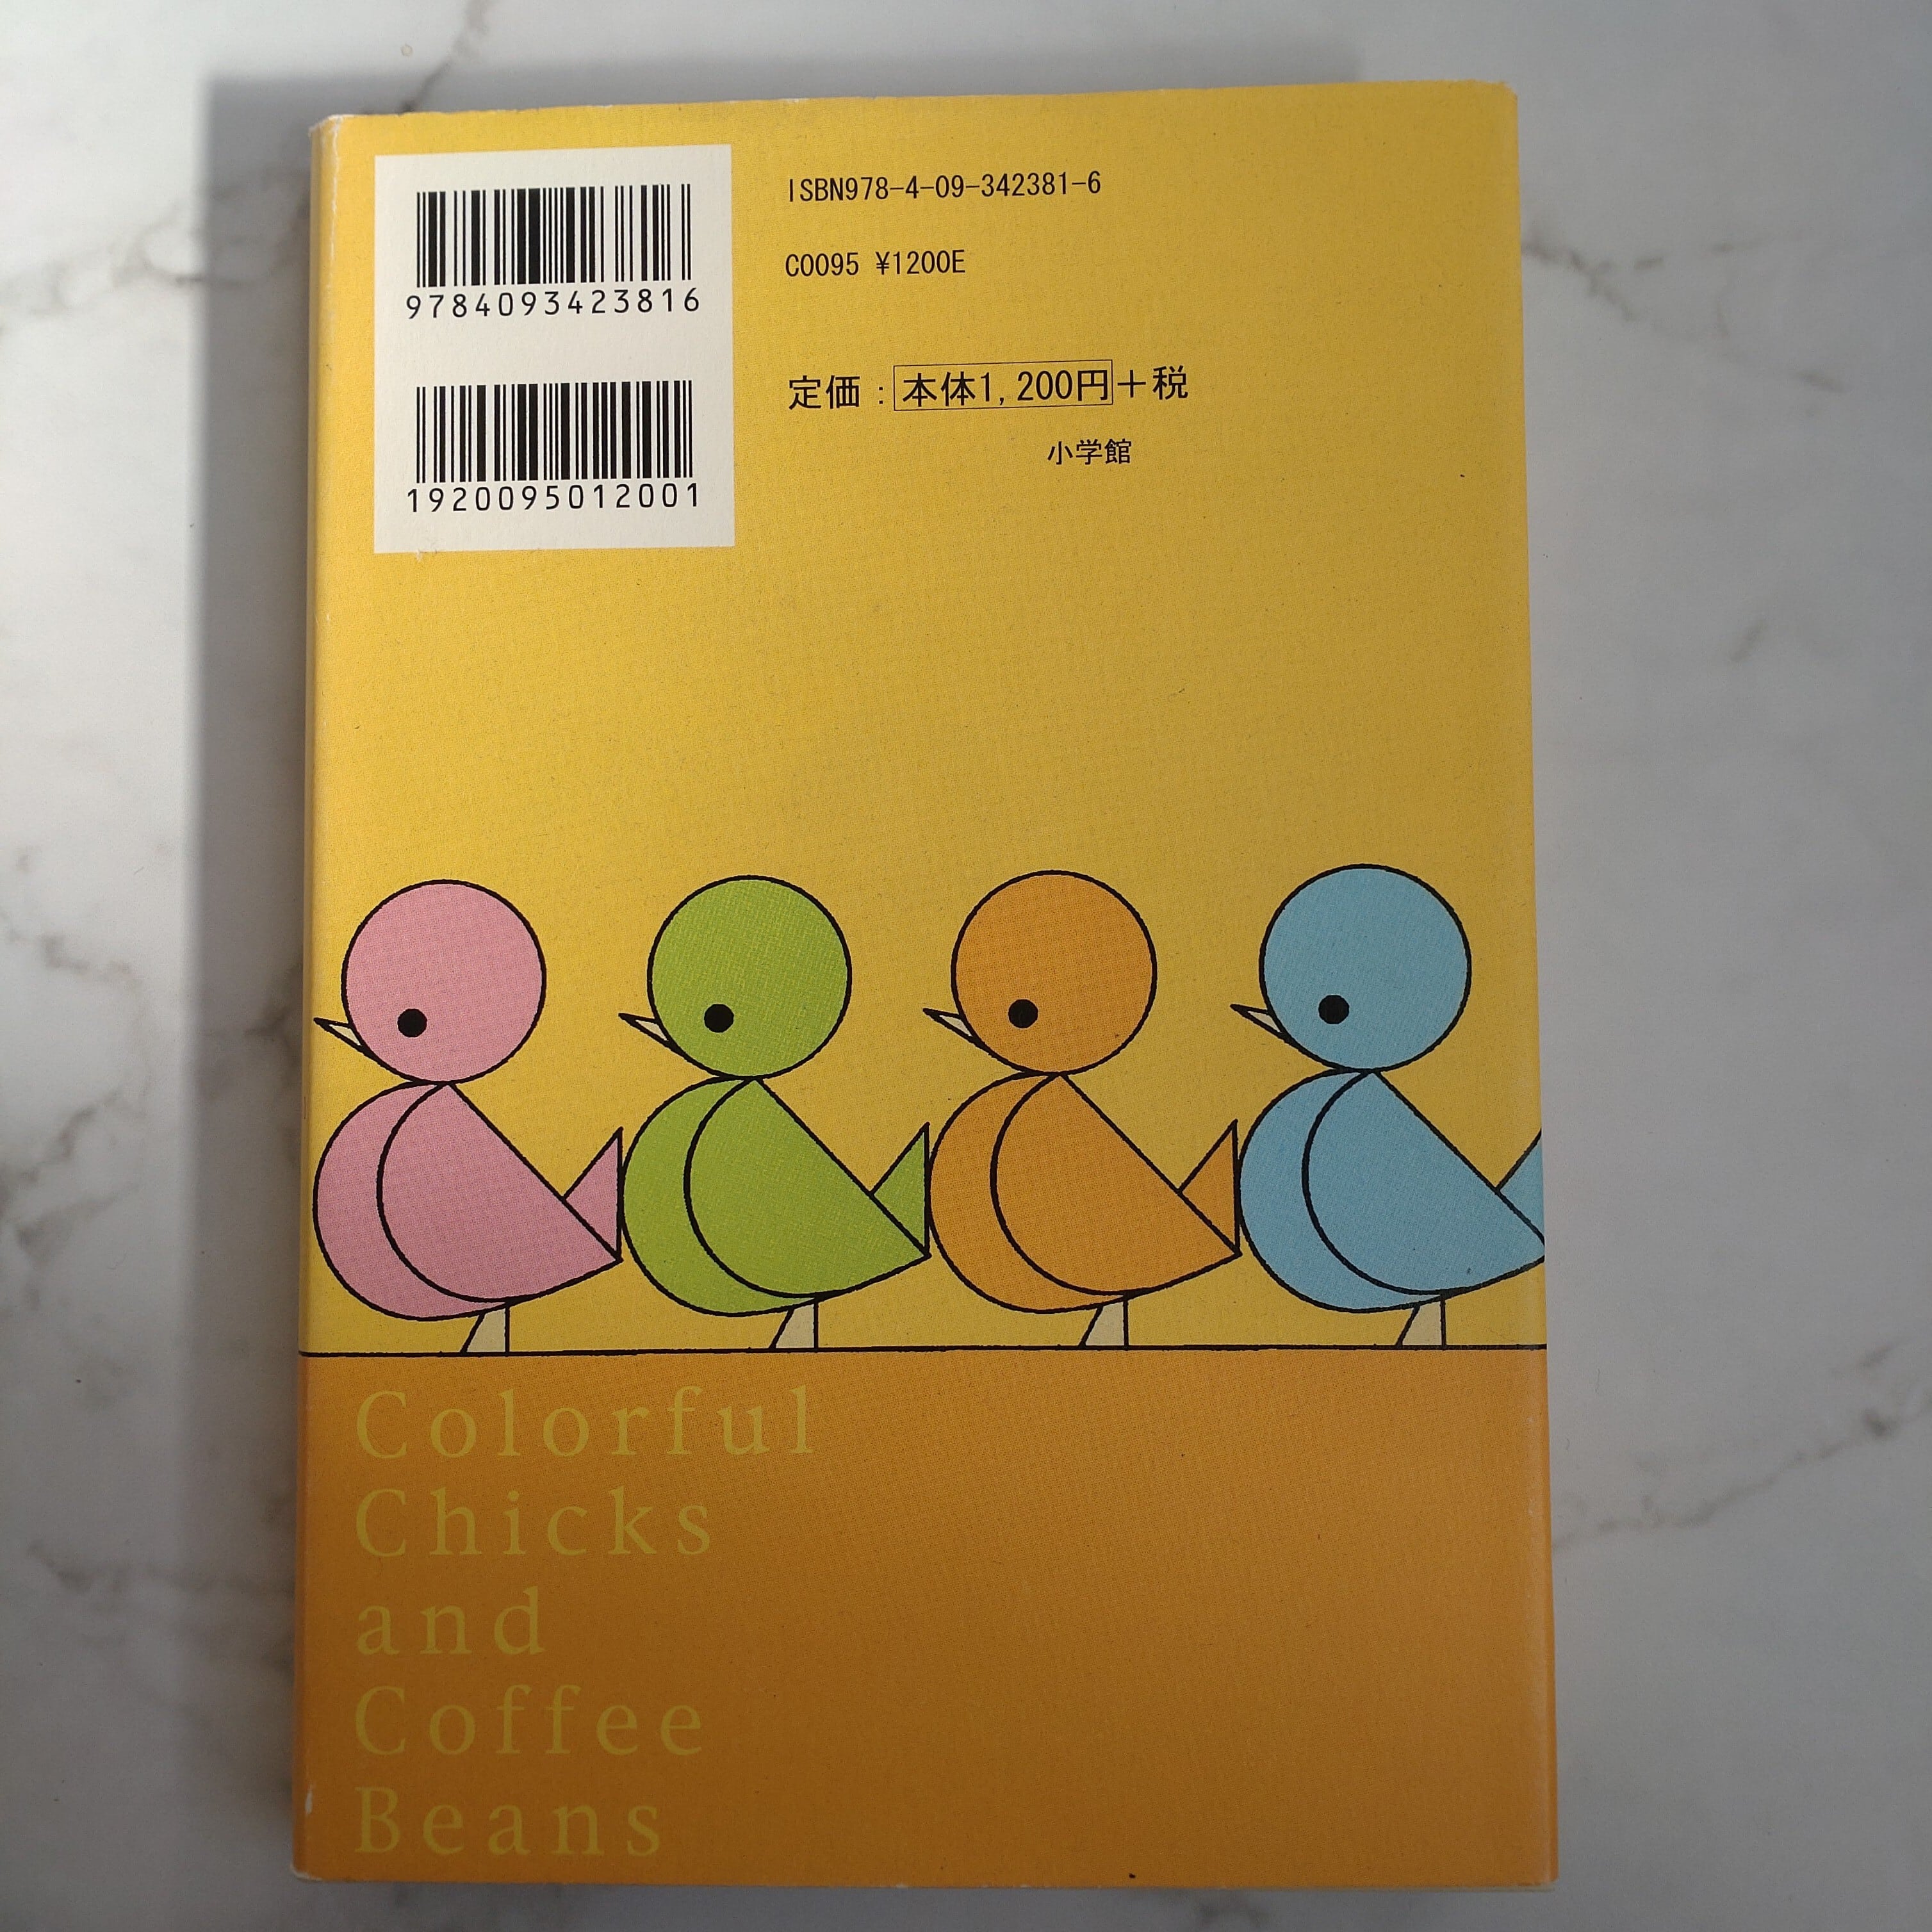 9784093423816
1920095012001
ISBN978-4-09-342381-6
C0095 ¥1200E
定価：本体1,200円＋税
小学館
Colorful
Chicks
and
Coffee
Beans